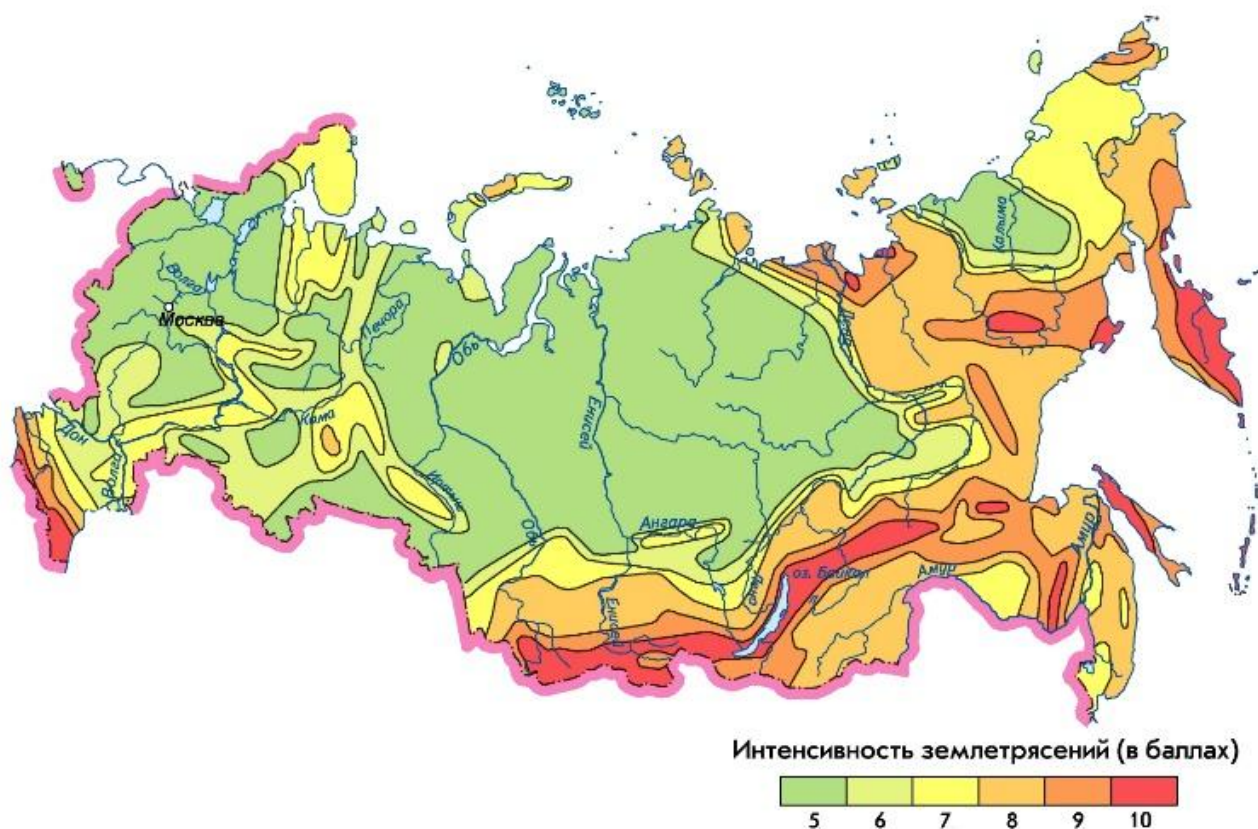 Колыма
Волга
Москва
Печора
Обь
Енисей
Лена
Дон
Волга
Кама
Иртыш
Обь
Ангара
Енисей
Лена
оз. Байкал
Амур
Амур
Интенсивность землетрясений (в баллах)
5 6 7 8 9 10